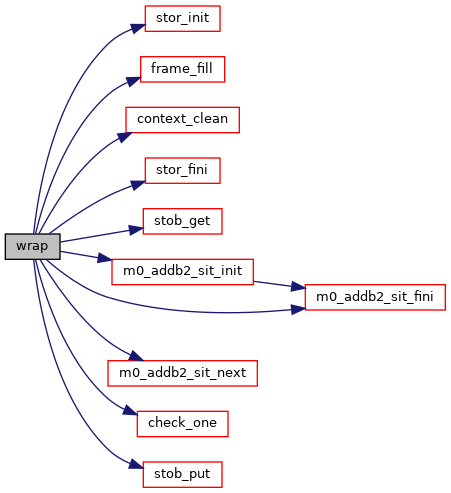 stor_init
frame_fill
context_clean
stor_fini
stob_get
wrap
m0_addb2_sit_init
m0_addb2_sit_fini
m0_addb2_sit_next
check_one
stob_put